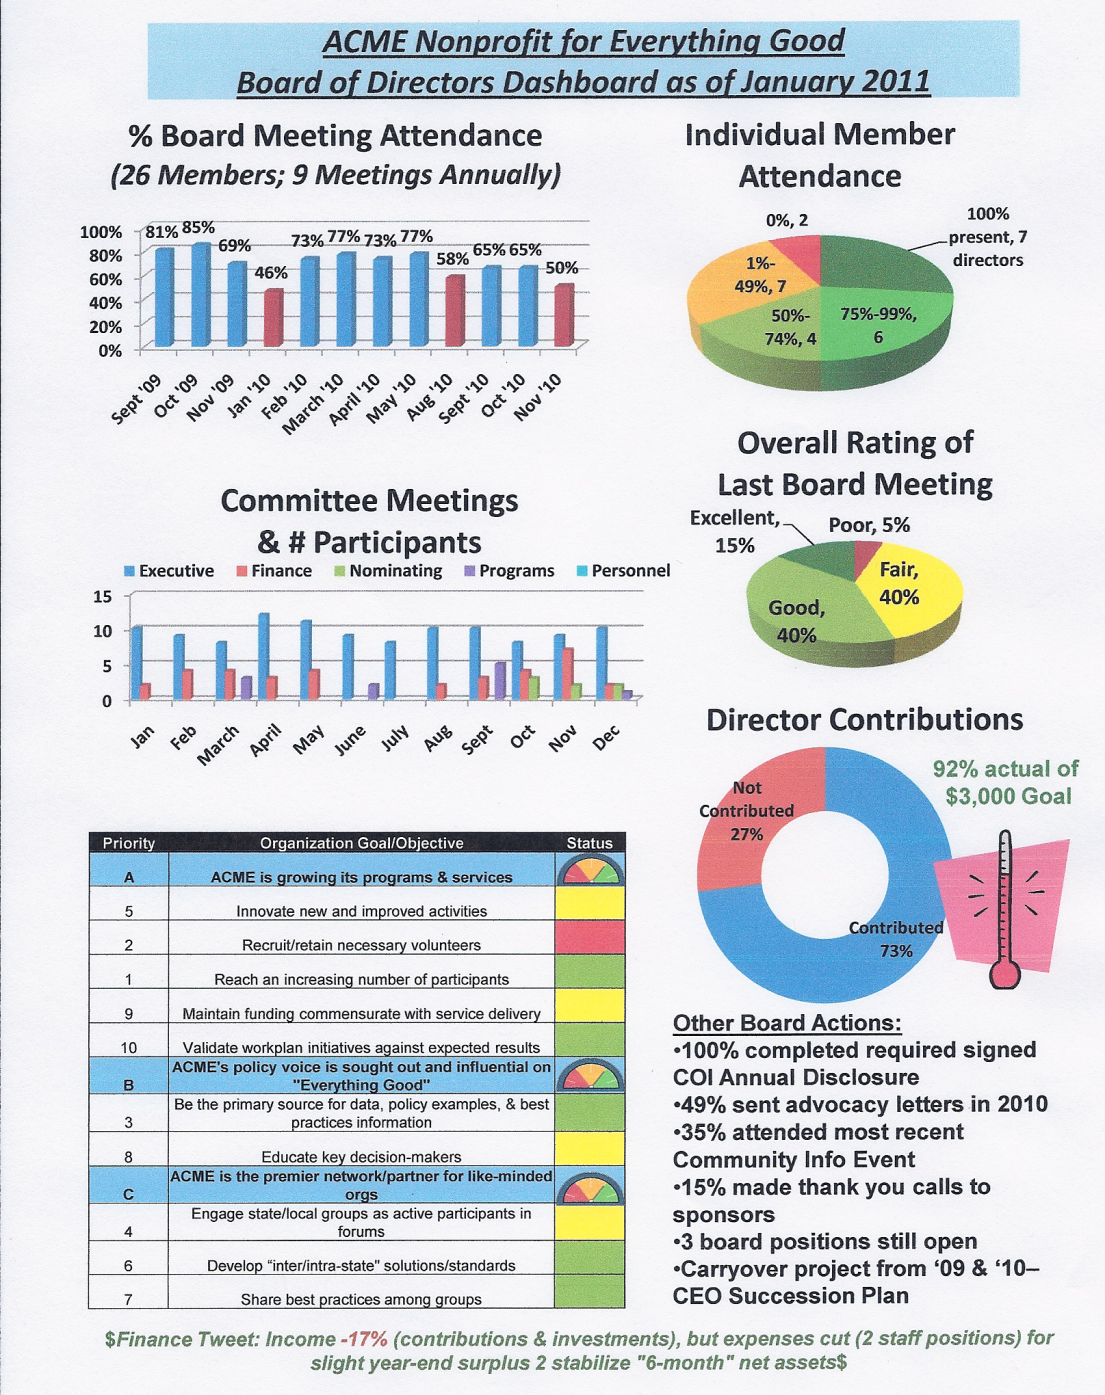 ACME Nonprofit for Everything Good
Board of Directors Dashboard as of January 2011
% Board Meeting Attendance
(26 Members; 9 Meetings Annually)
100%
80%
60%
40%
20%
0%
81%
85%
69%
46%
73%
77%
73%
77%
58%
65%
65%
50%
Sept '09
Oct '09
Nov '09
Jan '10
Feb '10
March '10
April '10
May '10
Aug '10
Sept '10
Oct '10
Nov '10
Individual Member
Attendance
0%, 2
100%
present, 7
directors
1%-
49%, 7
50%-
74%, 4
75%-99%,
6
Overall Rating of
Last Board Meeting
Excellent,
15%
Poor, 5%
Fair,
40%
Good,
40%
Committee Meetings
& # Participants
Executive
Finance
Nominating
Programs
Personnel
15
10
5
0
Jan
Feb
March
April
May
June
July
Aug
Sept
Oct
Nov
Dec
Director Contributions
Not
Contributed
27%
Contributed
73%
92% actual of
$3,000 Goal
Priority Organization Goal/Objective Status
A ACME is growing its programs & services
5 Innovate new and improved activities
2 Recruit/retain necessary volunteers
1 Reach an increasing number of participants
9 Maintain funding commensurate with service delivery
10 Validate workplan initiatives against expected results
B ACME's policy voice is sought out and influential on
"Everything Good"
3 Be the primary source for data, policy examples, & best
practices information
8 Educate key decision-makers
C ACME is the premier network/partner for like-minded
orgs
4 Engage state/local groups as active participants in
forums
6 Develop “inter/intra-state" solutions/standards
7 Share best practices among groups
Other Board Actions:
•100% completed required signed
COI Annual Disclosure
•49% sent advocacy letters in 2010
•35% attended most recent
Community Info Event
•15% made thank you calls to
sponsors
•3 board positions still open
•Carryover project from ‘09 & ‘10–
CEO Succession Plan
$Finance Tweet: Income -17% (contributions & investments), but expenses cut (2 staff positions) for
slight year-end surplus 2 stabilize "6-month" net assets$